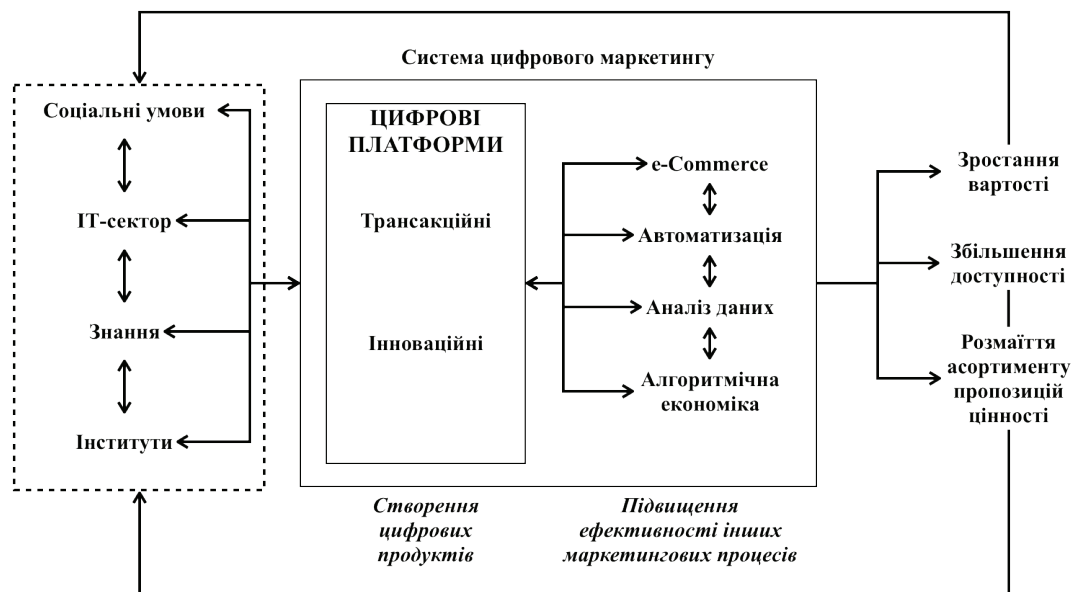 Система цифрового маркетингу
Соціальні умови
ІТ-сектор
Знання
Інститути
ЦИФРОВІ
ПЛАТФОРМИ
Трансакційні
Інноваційні
e-Commerce
Автоматизація
Аналіз даних
Алгоритмічна
економіка
Зростання
вартості
Збільшення
доступності
Розмаїття
асортименту
пропозицій
цінності
Створення
цифрових
продуктів
Підвищення
ефективності інших
маркетингових процесів